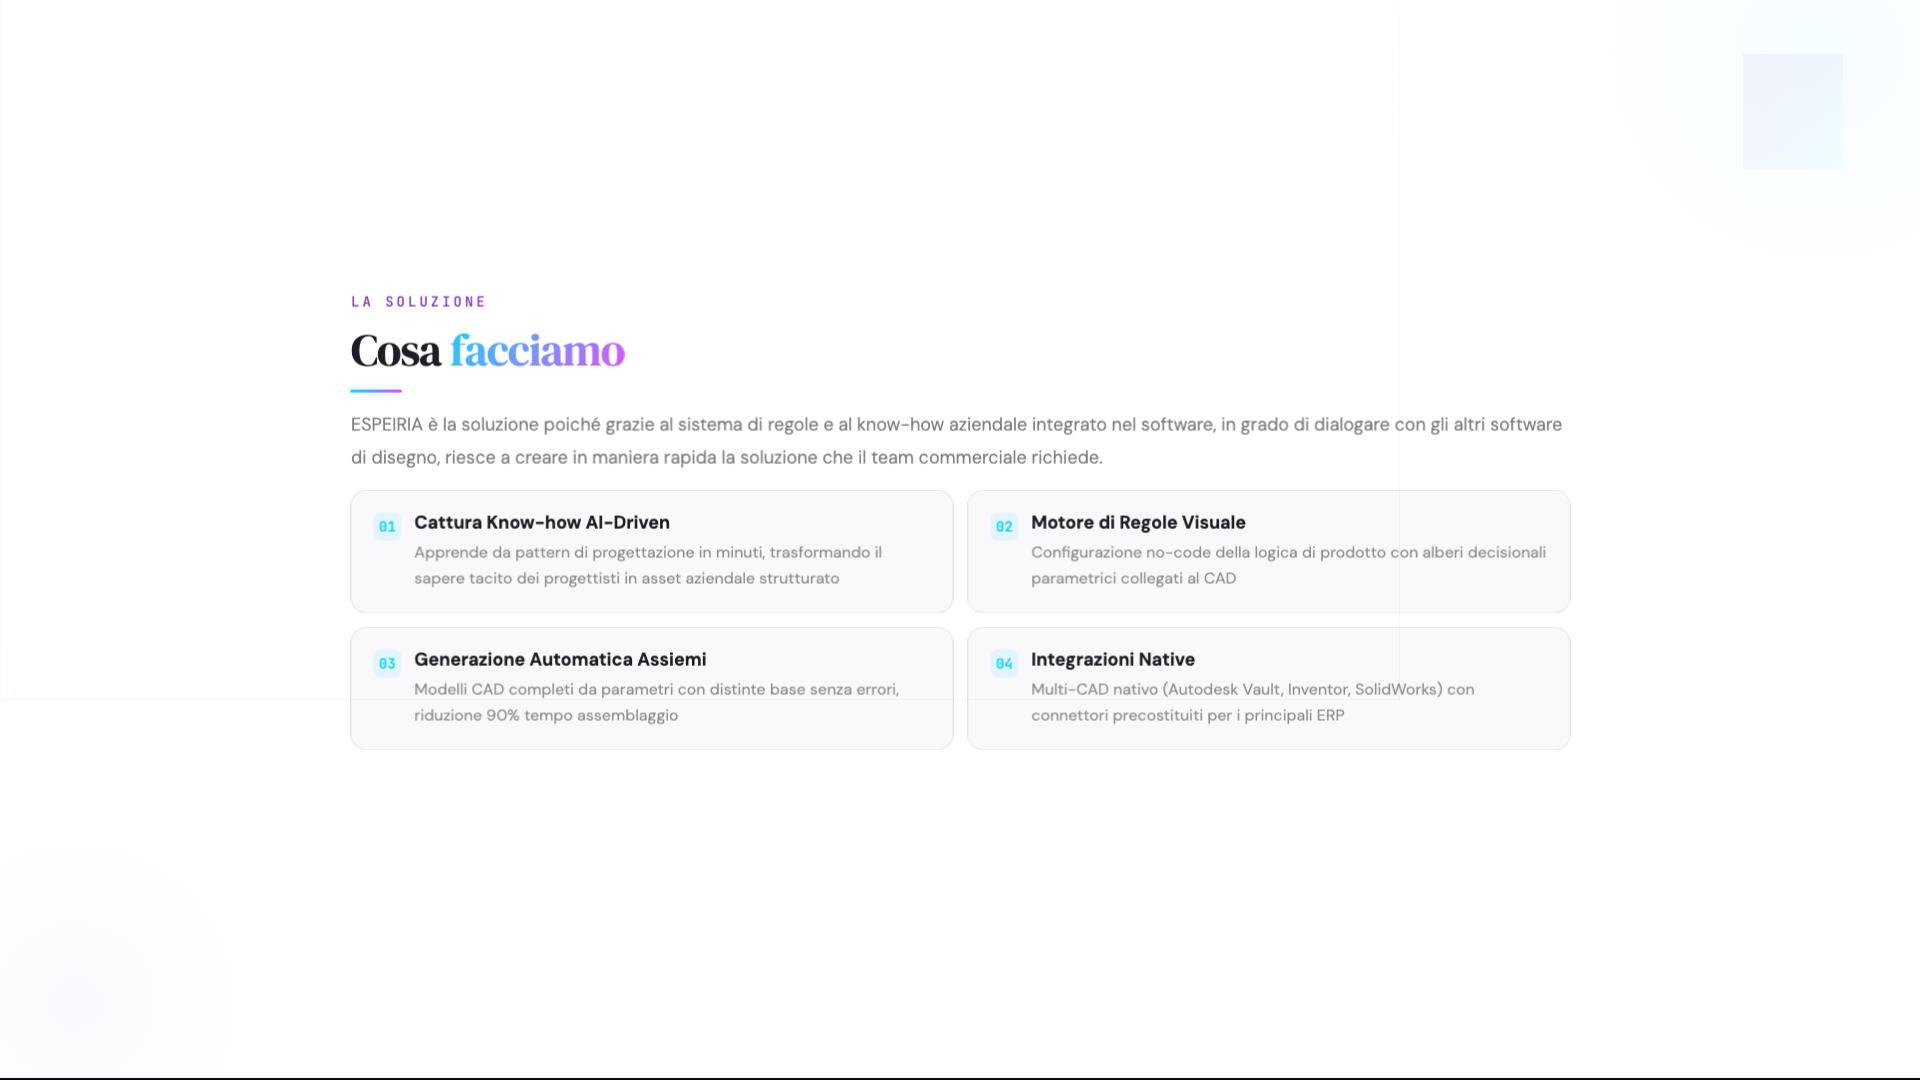 LA SOLUZIONE
Cosa facciamo
ESPEIRIA è la soluzione poiché grazie al sistema di regole e al know-how aziendale integrato nel software, in grado di dialogare con gli altri software
di disegno, riesce a creare in maniera rapida la soluzione che il team commerciale richiede.
01 Cattura Know-how AI-Driven
Apprende da pattern di progettazione in minuti, trasformando il
sapere tacito dei progettisti in asset aziendale strutturato
02 Motore di Regole Visuale
Configurazione no-code della logica di prodotto con alberi decisionali
parametrici collegati al CAD
03 Generazione Automatica Assiemi
Modelli CAD completi da parametri con distinte base senza errori,
riduzione 90% tempo assemblaggio
04 Integrazioni Native
Multi-CAD nativo (Autodesk Vault, Inventor, SolidWorks) con
connettori precostituiti per i principali ERP